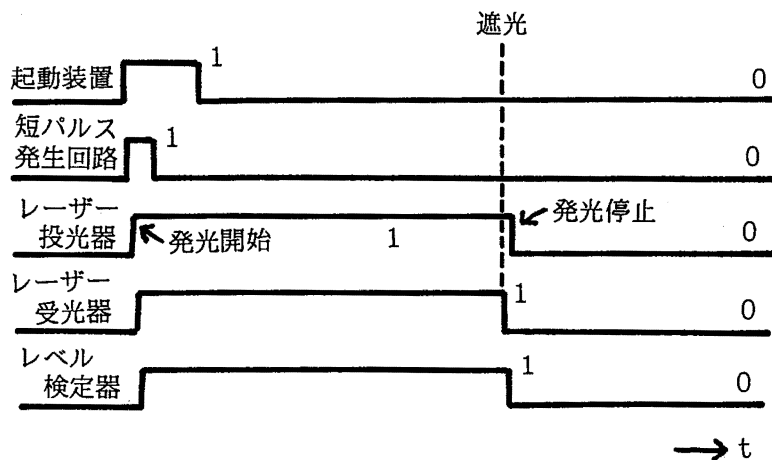 遮光
1
起動装置
0
短パルス
1
発生回路
0
レーザー
投光器
発光開始
1
発光停止
0
レーザー
受光器
1
0
レベル
検定器
1
0
t